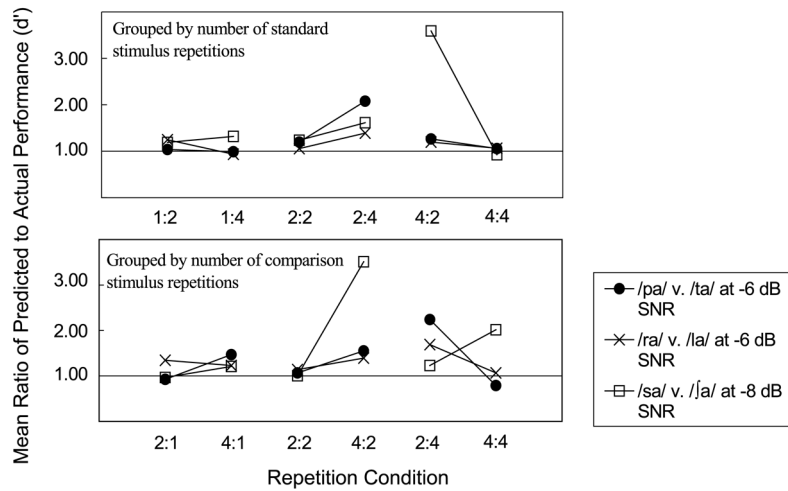 Mean Ratio of Predicted to Actual Performance (d')
Grouped by number of standard
stimulus repetitions
3.00
2.00
1.00
1:2 1:4 2:2 2:4 4:2 4:4
Grouped by number of comparison
stimulus repetitions
3.00
2.00
1.00
2:1 4:1 2:2 4:2 2:4 4:4
Repetition Condition
/pa/ v. /ta/ at -6 dB
SNR
/ra/ v. /la/ at -6 dB
SNR
/sa/ v. /ʃa/ at -8 dB
SNR